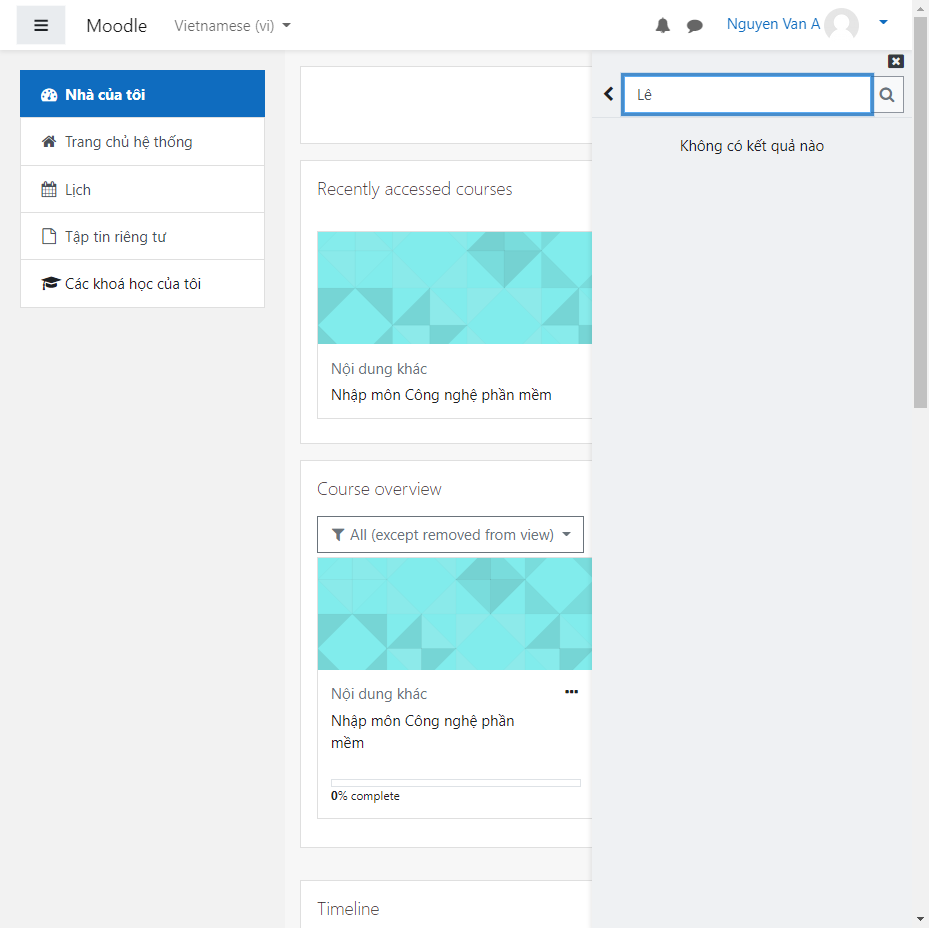 Moodle
Vietnamese (vi)
Nguyen Van A
Nhà của tôi
Trang chủ hệ thống
Lịch
Tập tin riêng tư
Các khoá học của tôi
Recently accessed courses
Nội dung khác
Nhập môn Công nghệ phần mềm
Course overview
All (except removed from view)
Nội dung khác
Nhập môn Công nghệ phần
mềm
0% complete
Timeline
Lê
Không có kết quả nào